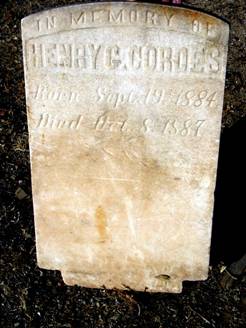 IN MEMORY OF
HENRY C. CORDES
Born Sept. 19. 1884
Died Oct. 8. 1887